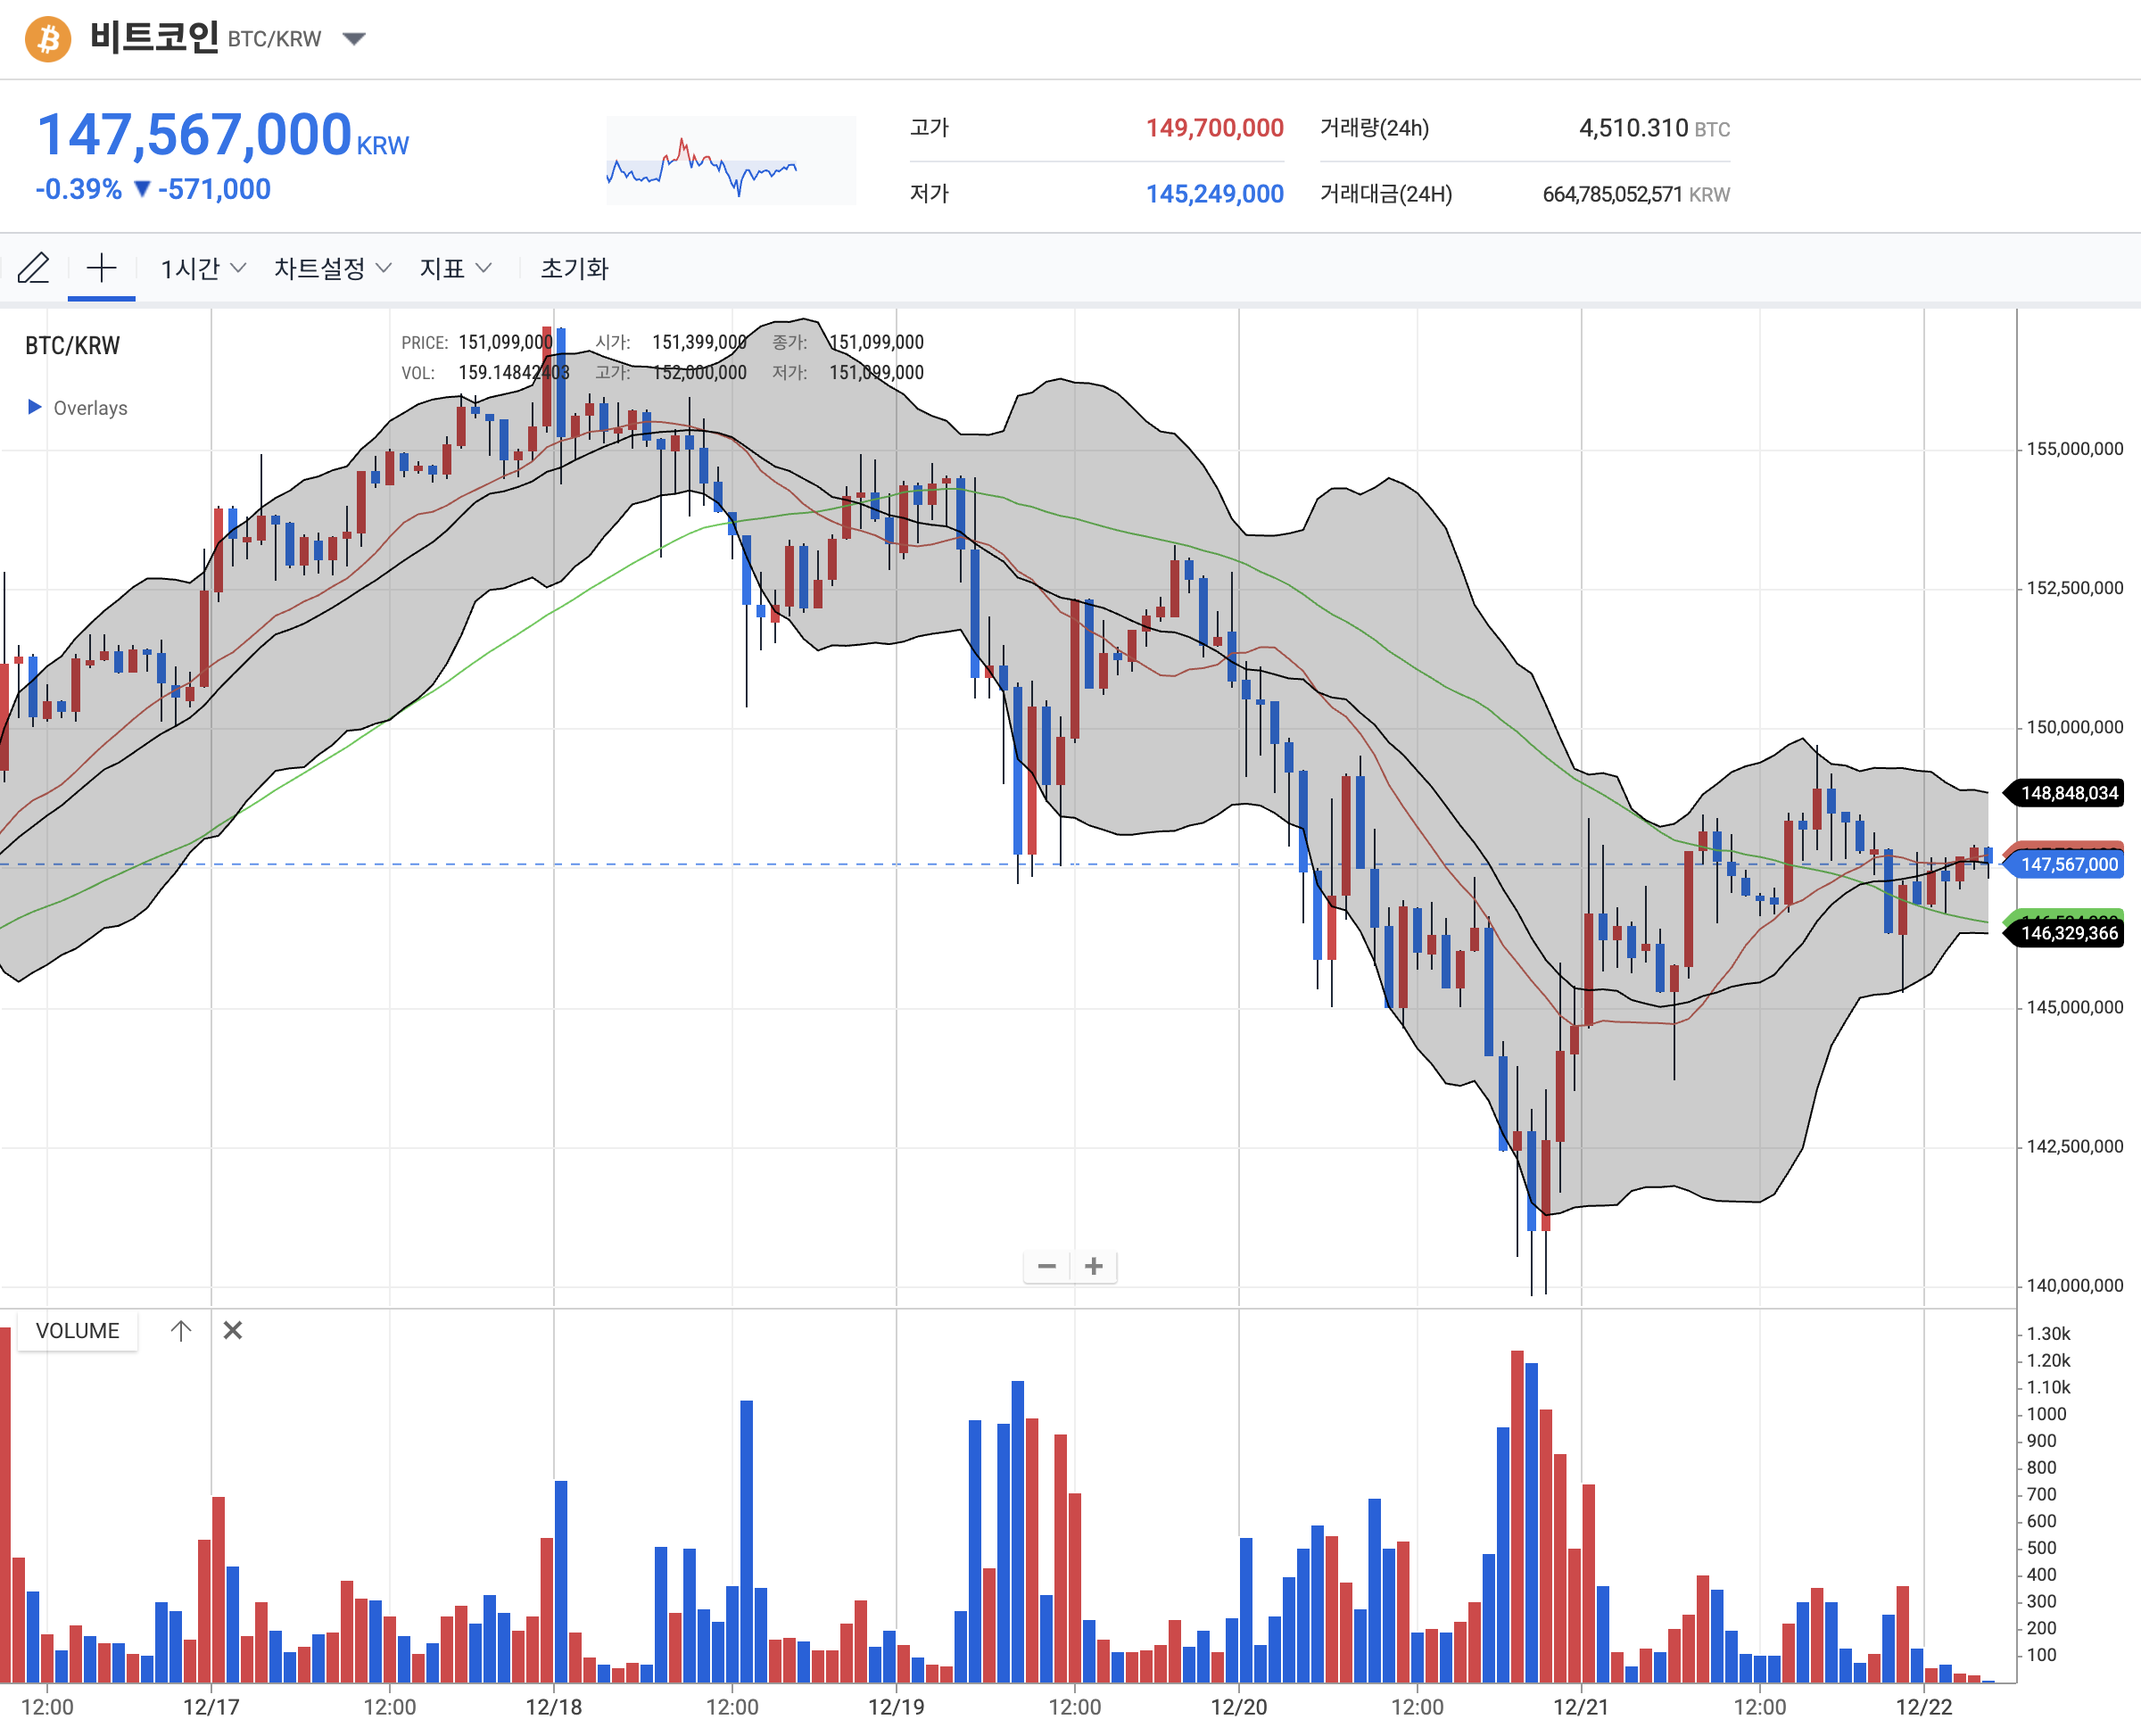 비트코인 BTC/KRW
147,567,000 KRW
-0.39% ▼ -571,000
고가 149,700,000 거래량(24h) 4,510.310 BTC
저가 145,249,000 거래대금(24H) 664,785,052,571 KRW
1시간 차트설정 지표 초기화
BTC/KRW
PRICE: 151,099,000 시가: 151,399,000 종가: 151,099,000
VOL: 159.14842403 고가: 152,000,000 저가: 151,099,000
Overlays
155,000,000
152,500,000
150,000,000
148,848,034
147,567,000
146,329,366
145,000,000
142,500,000
140,000,000
VOLUME
1.30k
1.20k
1.10k
1000
900
800
700
600
500
400
300
200
100
12:00 12/17 12:00 12/18 12:00 12/19 12:00 12/20 12:00 12/21 12:00 12/22